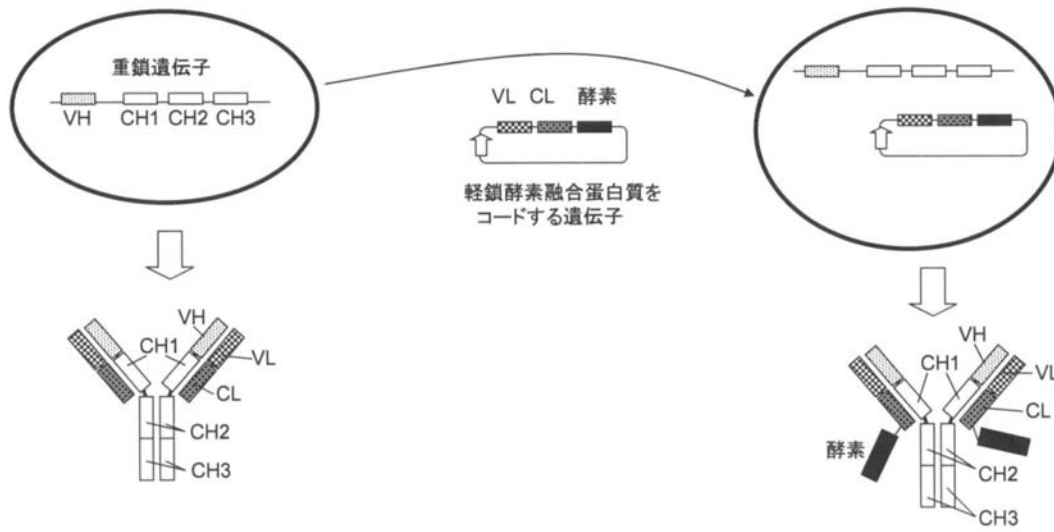 重鎖遺伝子
VH CH1 CH2 CH3
VL CL 酵素
軽鎖酵素融合蛋白質を
コードする遺伝子
VH
CH1
VL
CL
CH2
CH3
VH
CH1
VL
CL
酵素
CH2
CH3